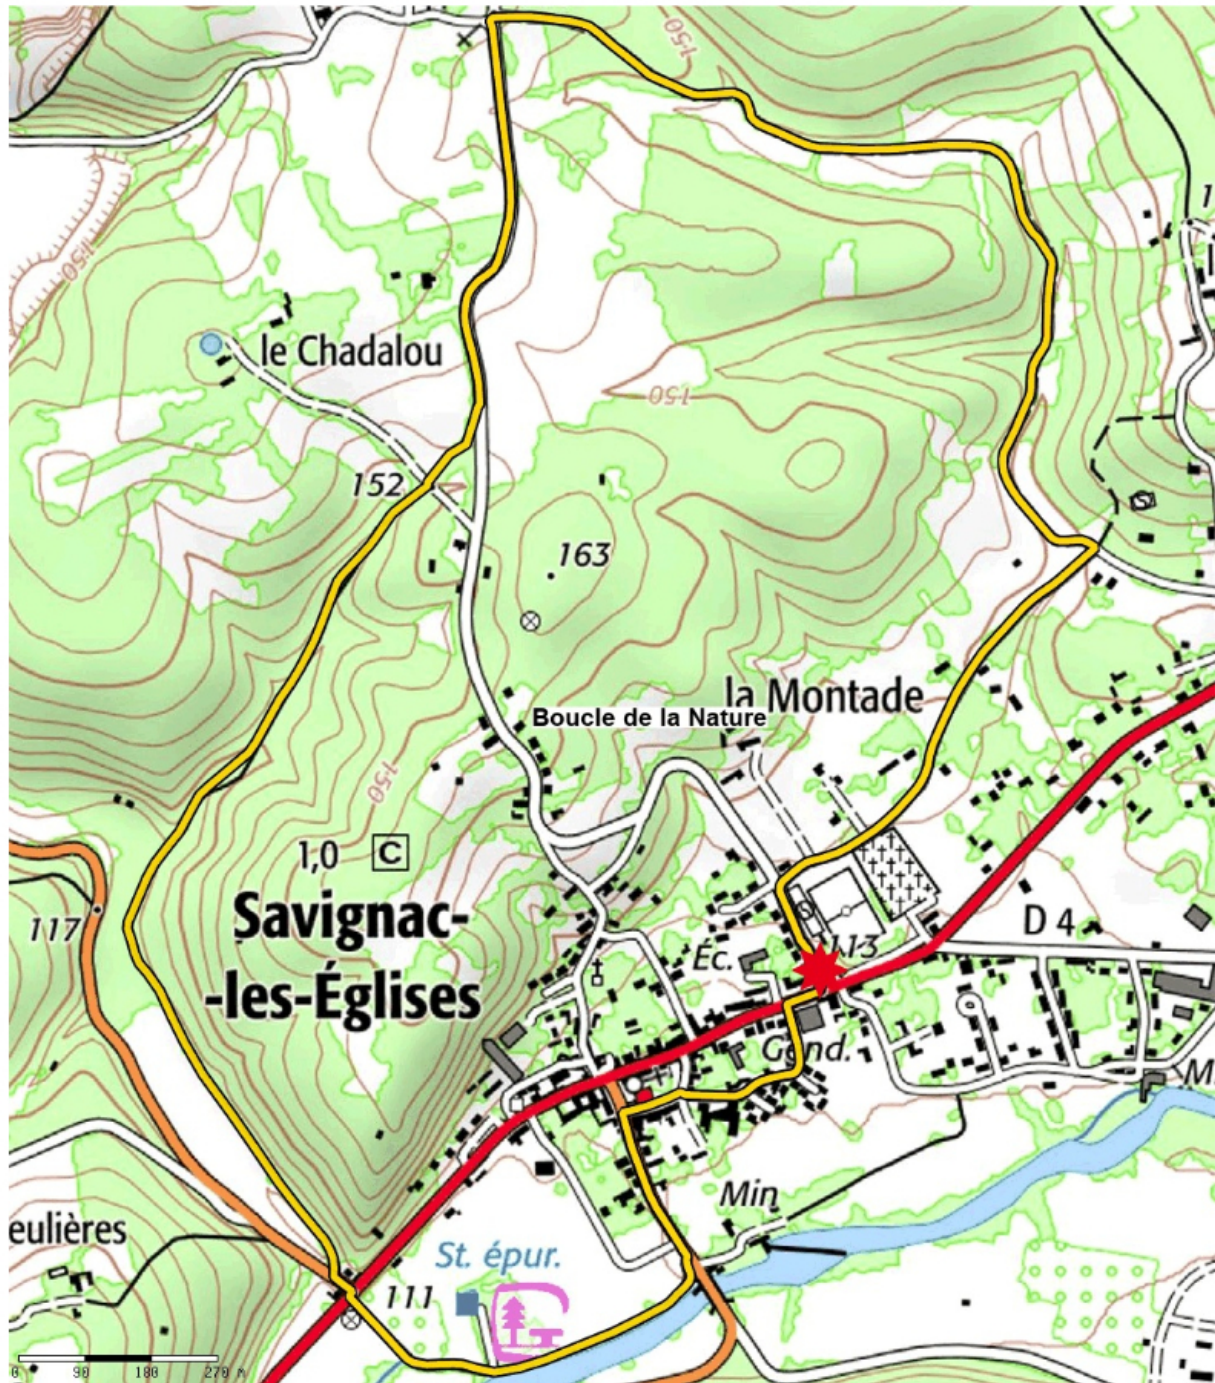 150
150
le Chadalou
150
152
163
la Montade
Boucle de la Nature
150
1,0 C
117
Savignac-
-les-Églises
D 4
113
Éc.
Gend.
M
Min
eulières
St. épur.
111
0 90 180 270 M